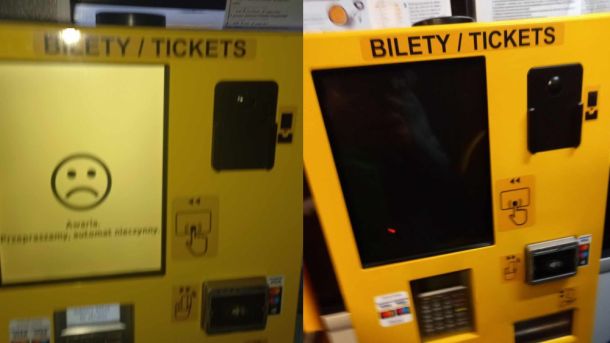 BILETY / TICKETS
Awaria.
Przepraszamy, automat nieczynny.
BILETY / TICKETS